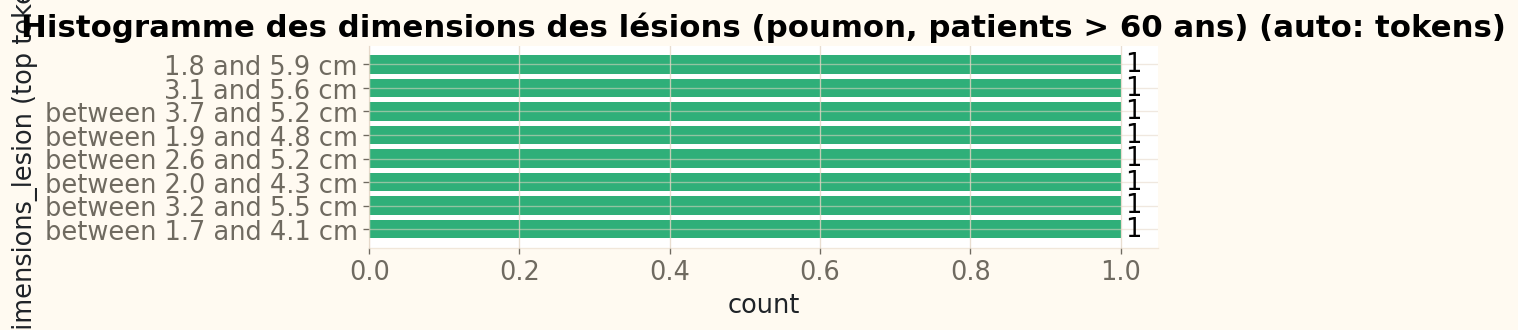 Histogramme des dimensions des lésions (poumon, patients > 60 ans) (auto: tokens)
imensions_lesion (top toke
1.8 and 5.9 cm 1
3.1 and 5.6 cm 1
between 3.7 and 5.2 cm 1
between 1.9 and 4.8 cm 1
between 2.6 and 5.2 cm 1
between 2.0 and 4.3 cm 1
between 3.2 and 5.5 cm 1
between 1.7 and 4.1 cm 1
0.0 0.2 0.4 0.6 0.8 1.0
count